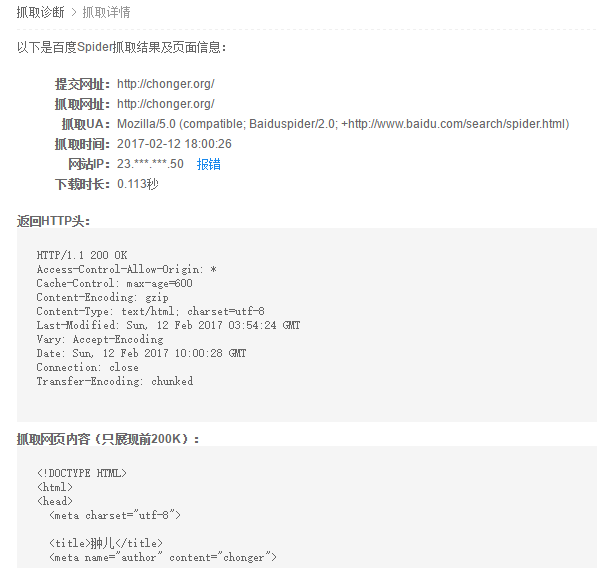 抓取诊断 > 抓取详情
以下是百度Spider抓取结果及页面信息：
提交网址： http://chonger.org/
抓取网址： http://chonger.org/
抓取UA： Mozilla/5.0 (compatible; Baiduspider/2.0; +http://www.baidu.com/search/spider.html)
抓取时间： 2017-02-12 18:00:26
网站IP： 23.***.***.50 报错
下载时长： 0.113秒
返回HTTP头：
HTTP/1.1 200 OK
Access-Control-Allow-Origin: *
Cache-Control: max-age=600
Content-Encoding: gzip
Content-Type: text/html; charset=utf-8
Last-Modified: Sun, 12 Feb 2017 03:54:24 GMT
Vary: Accept-Encoding
Date: Sun, 12 Feb 2017 10:00:28 GMT
Connection: close
Transfer-Encoding: chunked
抓取网页内容（只展现前200K）：
<!DOCTYPE HTML>
<html>
<head>
<meta charset="utf-8">
<title>翀儿</title>
<meta name="author" content="chonger">